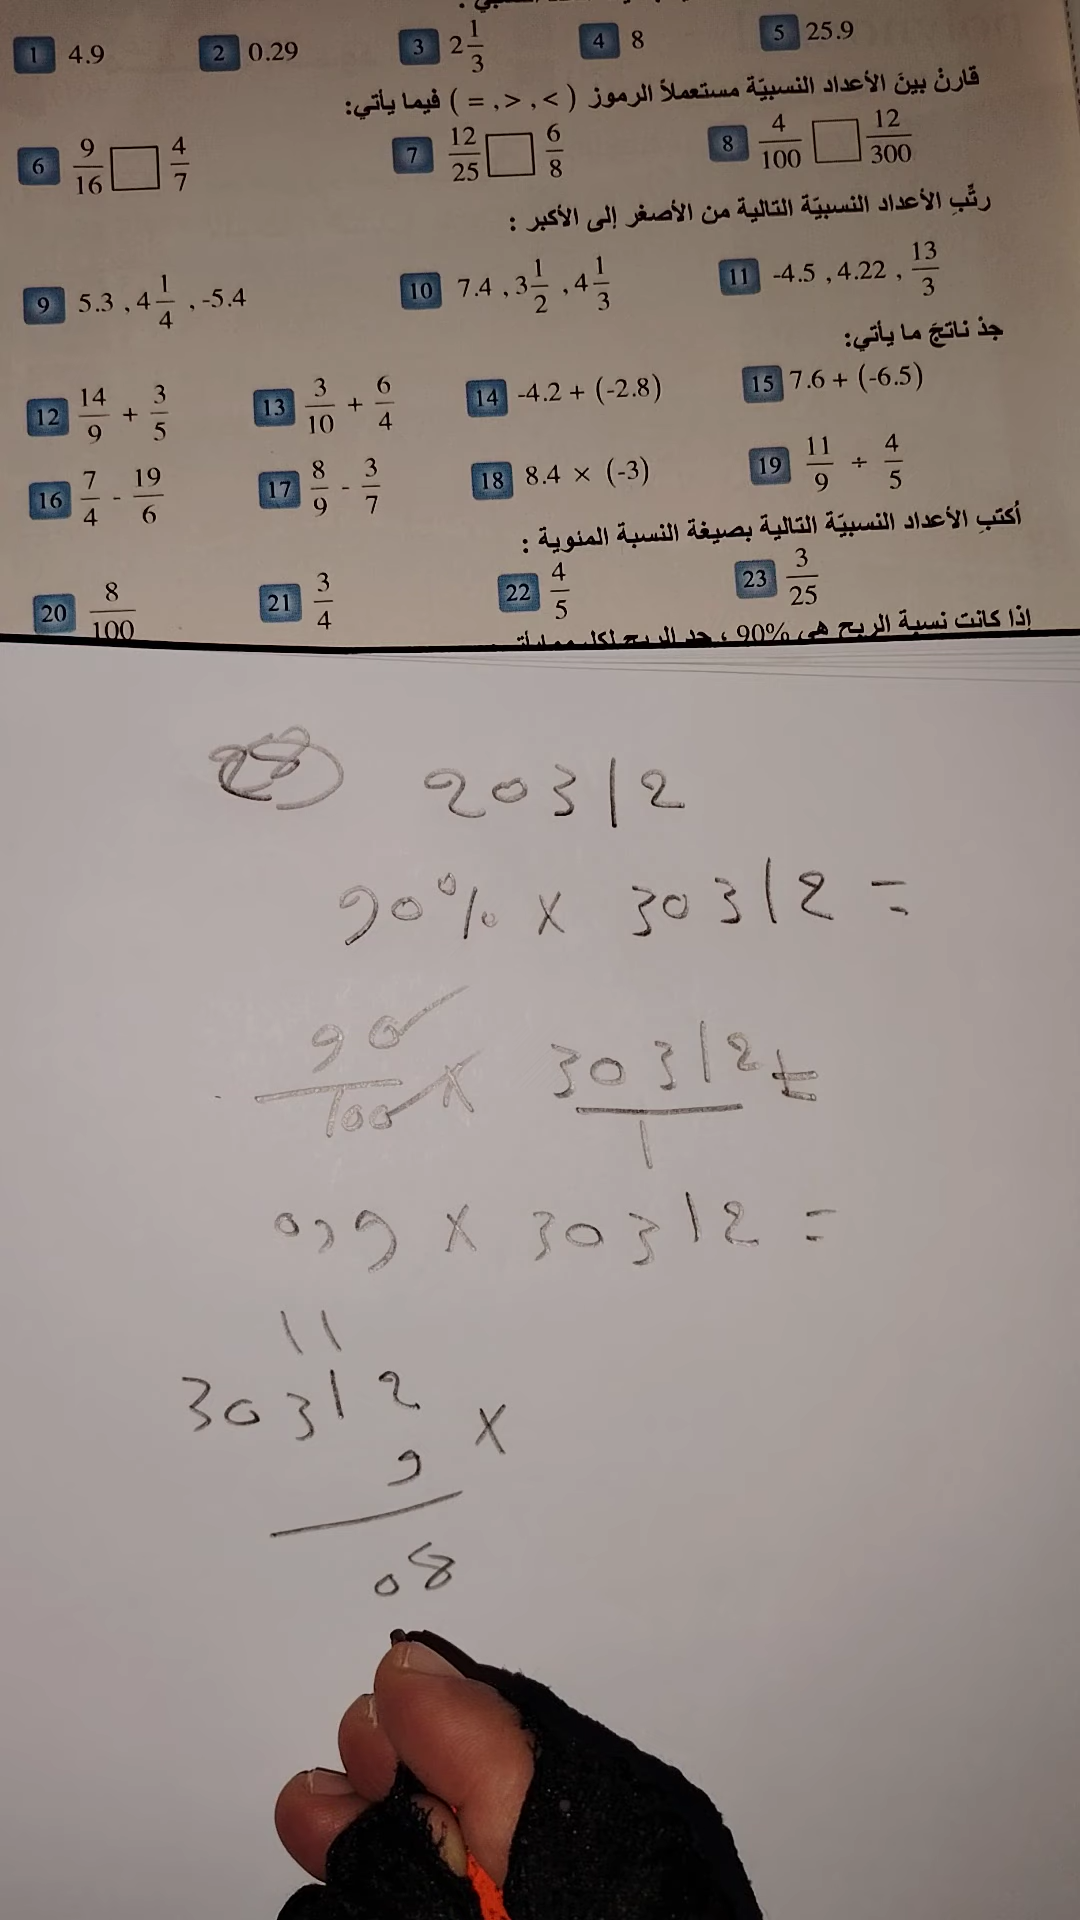 1 4.9 2 0.29 3 2 1/3 4 8 5 25.9
قارنْ بينَ الأعداد النسبيّة مستعملاً الرموز ( > , < , = ) فيما يأتي:
6 9/16 □ 4/7 7 12/25 □ 6/8 8 4/100 □ 12/300
رتِّبِ الأعداد النسبيّة التالية من الأصغر إلى الأكبر :
9 5.3 , 4 1/4 , -5.4 10 7.4 , 3 1/2 , 4 1/3 11 -4.5 , 4.22 , 13/3
جدْ ناتجَ ما يأتي:
12 14/9 + 3/5 13 3/10 + 6/4 14 -4.2 + (-2.8) 15 7.6 + (-6.5)
16 7/4 - 19/6 17 8/9 - 3/7 18 8.4 × (-3) 19 11/9 ÷ 4/5
أكتبِ الأعداد النسبيّة التالية بصيغة النسبة المئوية :
20 8/100 21 3/4 22 4/5 23 3/25
إذا كانت نسبة الربح هي 90% ، جد الربح لكل مما يأتي :
28 20312
90% × 30312 =
90/100 × 30312/1 =
0,9 × 30312 =
11
30312
9 ×
08